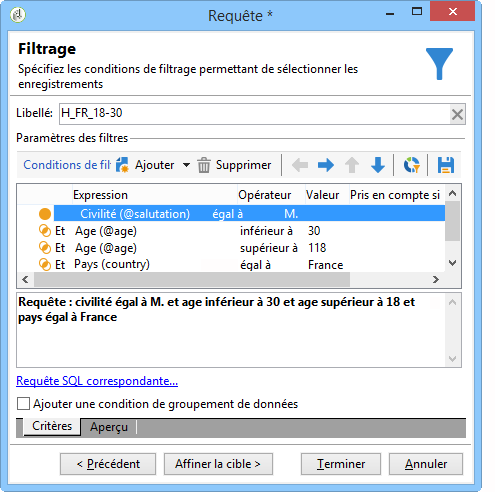 Requête *
Filtrage
Spécifiez les conditions de filtrage permettant de sélectionner les
enregistrements
Libellé: H_FR_18-30
Paramètres des filtres
Conditions de fil Ajouter Supprimer
Expression Opérateur Valeur Pris en compte si
Civilité (@salutation) égal à M.
Et Age (@age) inférieur à 30
Et Age (@age) supérieur à 118
Et Pays (country) égal à France
Requête : civilité égal à M. et age inférieur à 30 et age supérieur à 18 et
pays égal à France
Requête SQL correspondante...
Ajouter une condition de groupement de données
Critères Aperçu
< Précédent Affiner la cible > Terminer Annuler